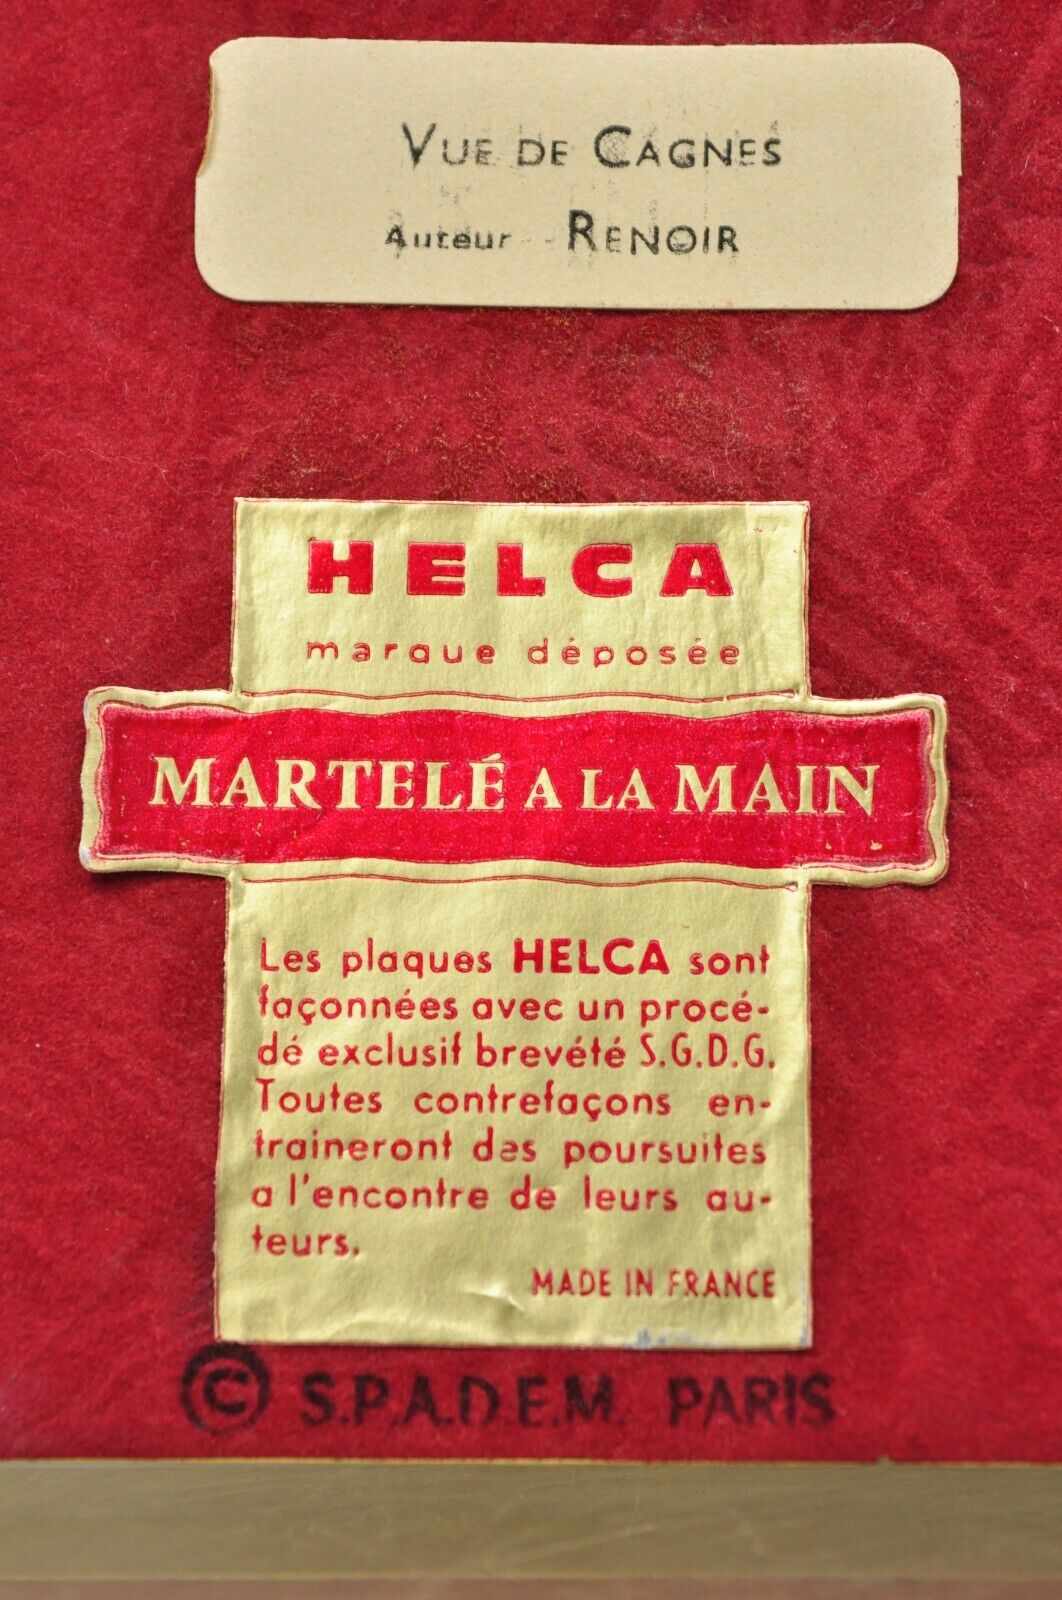 VUE DE CAGNES
Auteur - RENOIR
HELCA
marque déposée
MARTELÉ A LA MAIN
Les plaques HELCA sont
façonnées avec un procé-
dé exclusif brevété S.G.D.G.
Toutes contrefaçons en-
traineront des poursuites
a l'encontre de leurs au-
teurs.
MADE IN FRANCE
© S.P.A.D.E.M. PARIS